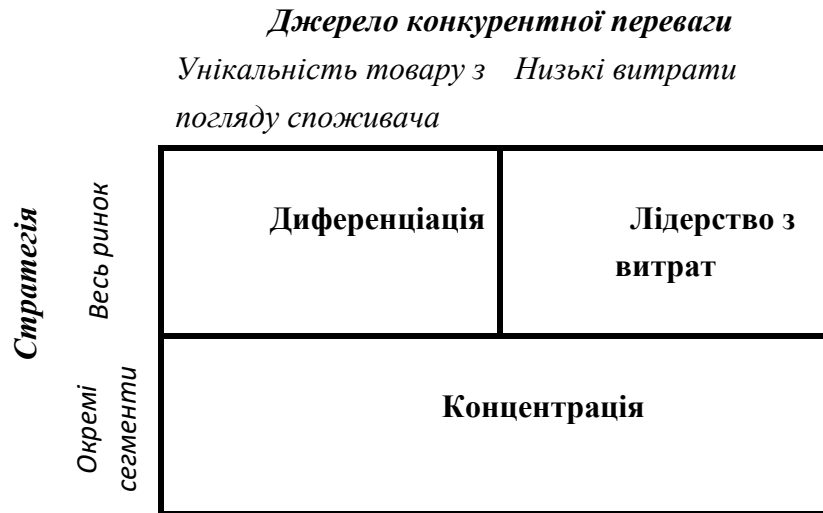 Джерело конкурентної переваги
Унікальність товару з Низькі витрати
погляду споживача
Стратегія
Весь ринок
Диференціація
Лідерство з
витрат
Окремі
сегменти
Концентрація